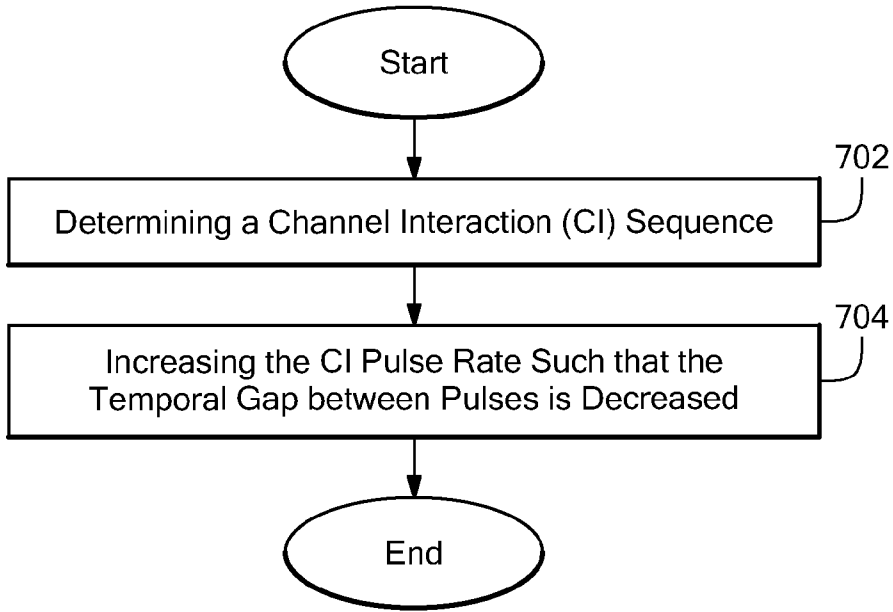 Start
702
Determining a Channel Interaction (CI) Sequence
704
Increasing the CI Pulse Rate Such that the
Temporal Gap between Pulses is Decreased
End